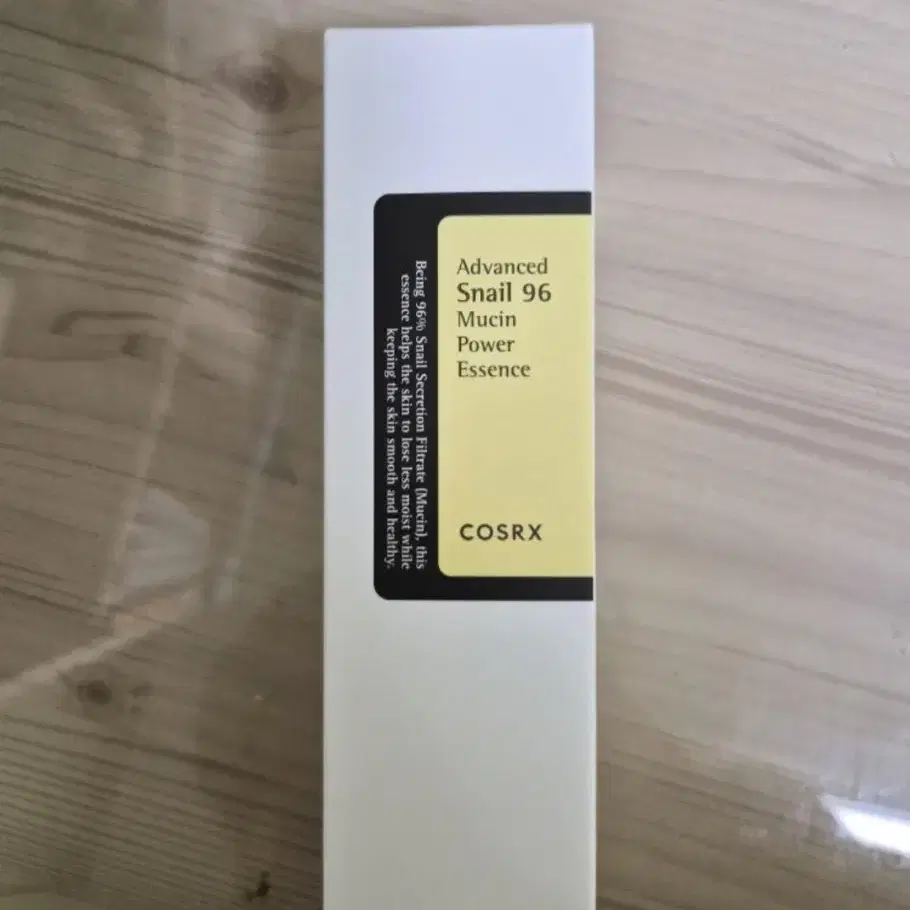 Advanced
Snail 96
Mucin
Power
Essence
COSRX
Being 96% Snail Secretion Filtrate (Mucin), this
essence helps the skin to lose less moist while
keeping the skin smooth and healthy.